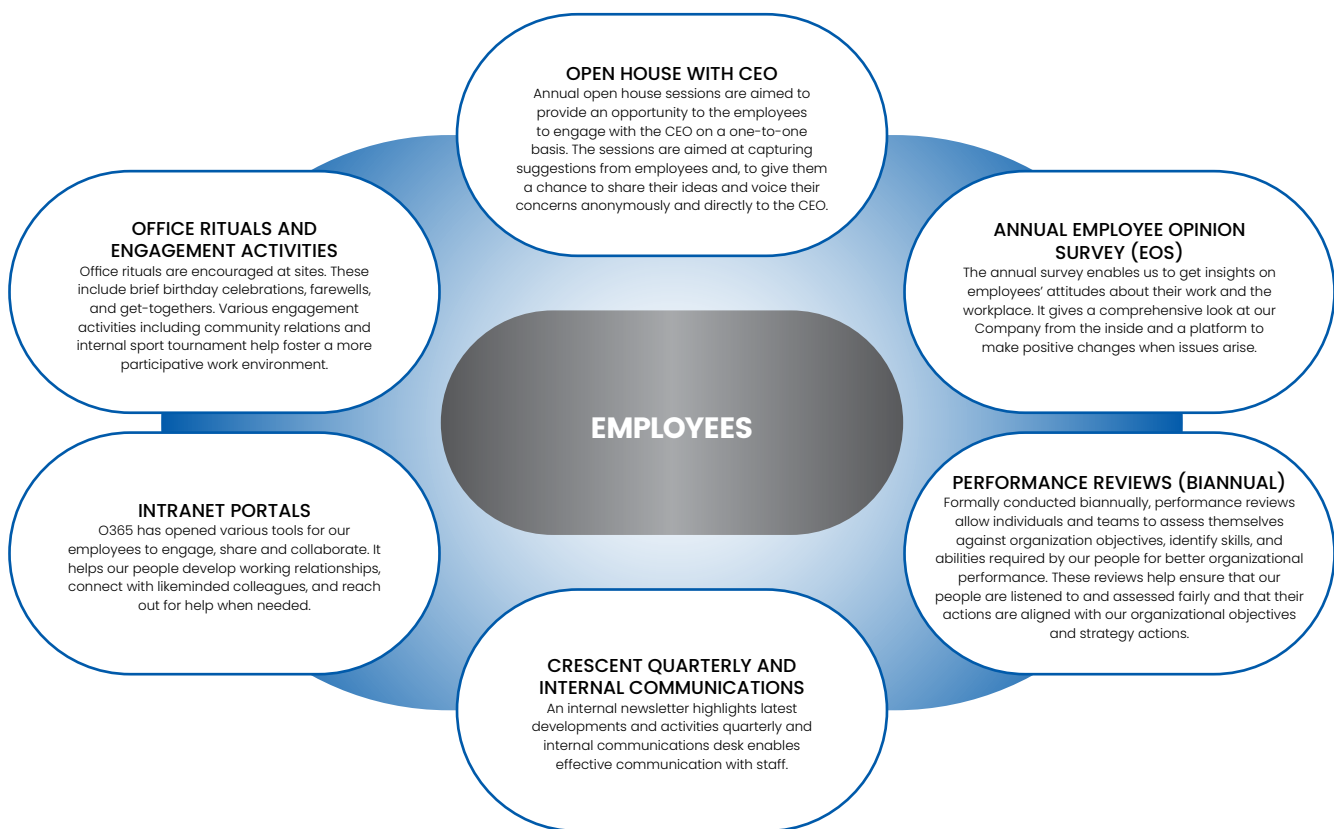 OPEN HOUSE WITH CEO
Annual open house sessions are aimed to
provide an opportunity to the employees
to engage with the CEO on a one-to-one
basis. The sessions are aimed at capturing
suggestions from employees and, to give them
a chance to share their ideas and voice their
concerns anonymously and directly to the CEO.
OFFICE RITUALS AND
ENGAGEMENT ACTIVITIES
Office rituals are encouraged at sites. These
include brief birthday celebrations, farewells,
and get-togethers. Various engagement
activities including community relations and
internal sport tournament help foster a more
participative work environment.
ANNUAL EMPLOYEE OPINION
SURVEY (EOS)
The annual survey enables us to get insights on
employees’ attitudes about their work and the
workplace. It gives a comprehensive look at our
Company from the inside and a platform to
make positive changes when issues arise.
EMPLOYEES
INTRANET PORTALS
O365 has opened various tools for our
employees to engage, share and collaborate. It
helps our people develop working relationships,
connect with likeminded colleagues, and reach
out for help when needed.
PERFORMANCE REVIEWS (BIANNUAL)
Formally conducted biannually, performance reviews
allow individuals and teams to assess themselves
against organization objectives, identify skills, and
abilities required by our people for better organizational
performance. These reviews help ensure that our
people are listened to and assessed fairly and that their
actions are aligned with our organizational objectives
and strategy actions.
CRESCENT QUARTERLY AND
INTERNAL COMMUNICATIONS
An internal newsletter highlights latest
developments and activities quarterly and
internal communications desk enables
effective communication with staff.